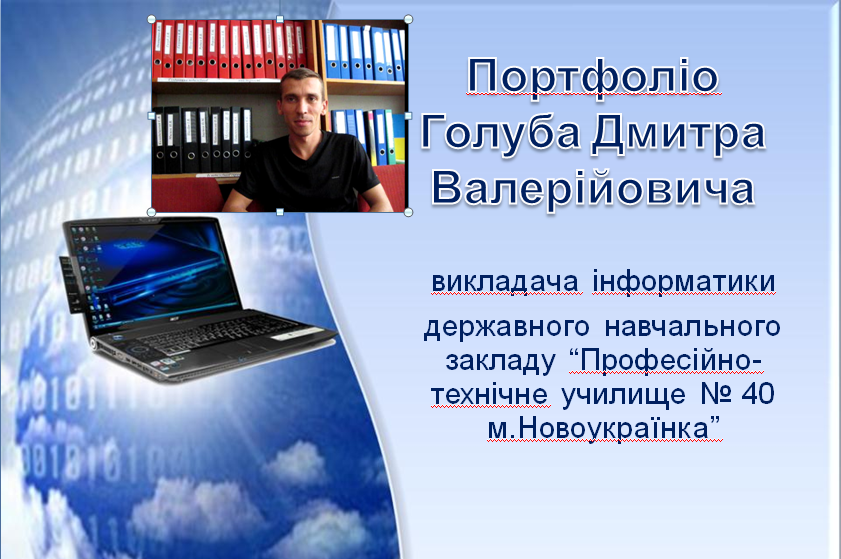 Портфоліо
Голуба Дмитра
Валерійовича
викладача інформатики
державного навчального
закладу “Професійно-
технічне училище № 40
м.Новоукраїнка”